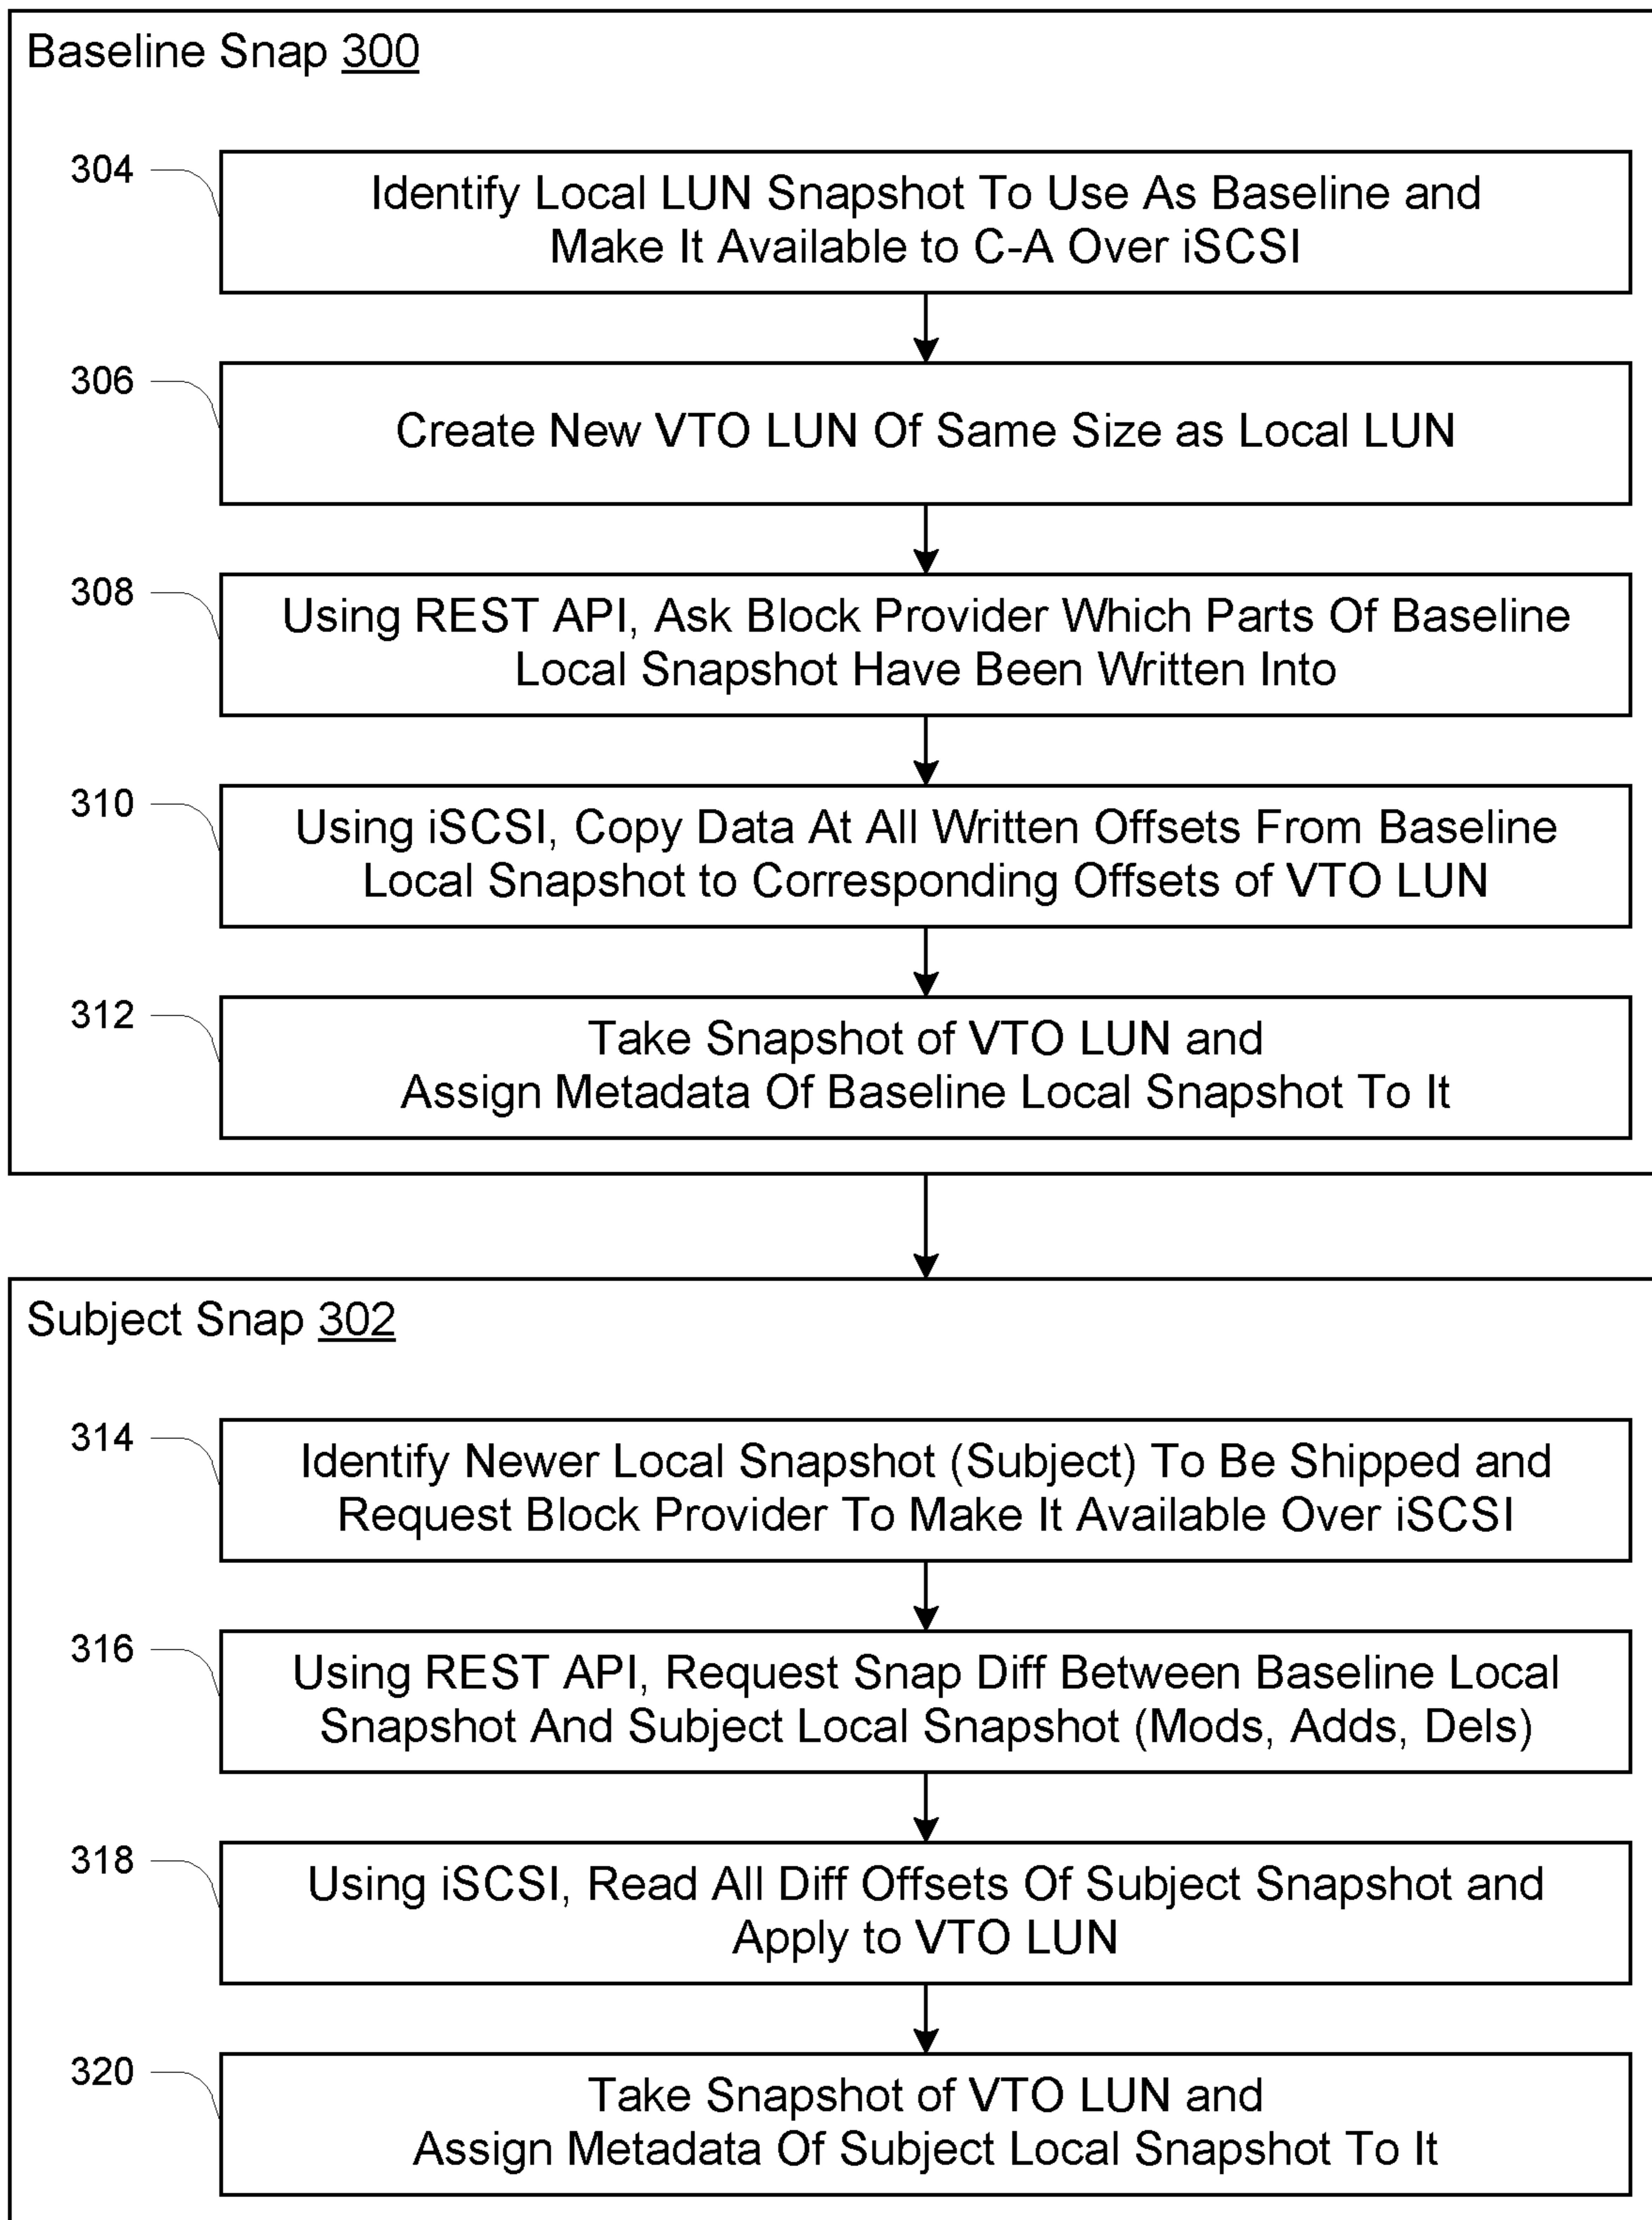 Baseline Snap 300
304
Identify Local LUN Snapshot To Use As Baseline and
Make It Available to C-A Over iSCSI
306
Create New VTO LUN Of Same Size as Local LUN
308
Using REST API, Ask Block Provider Which Parts Of Baseline
Local Snapshot Have Been Written Into
310
Using iSCSI, Copy Data At All Written Offsets From Baseline
Local Snapshot to Corresponding Offsets of VTO LUN
312
Take Snapshot of VTO LUN and
Assign Metadata Of Baseline Local Snapshot To It
Subject Snap 302
314
Identify Newer Local Snapshot (Subject) To Be Shipped and
Request Block Provider To Make It Available Over iSCSI
316
Using REST API, Request Snap Diff Between Baseline Local
Snapshot And Subject Local Snapshot (Mods, Adds, Dels)
318
Using iSCSI, Read All Diff Offsets Of Subject Snapshot and
Apply to VTO LUN
320
Take Snapshot of VTO LUN and
Assign Metadata Of Subject Local Snapshot To It